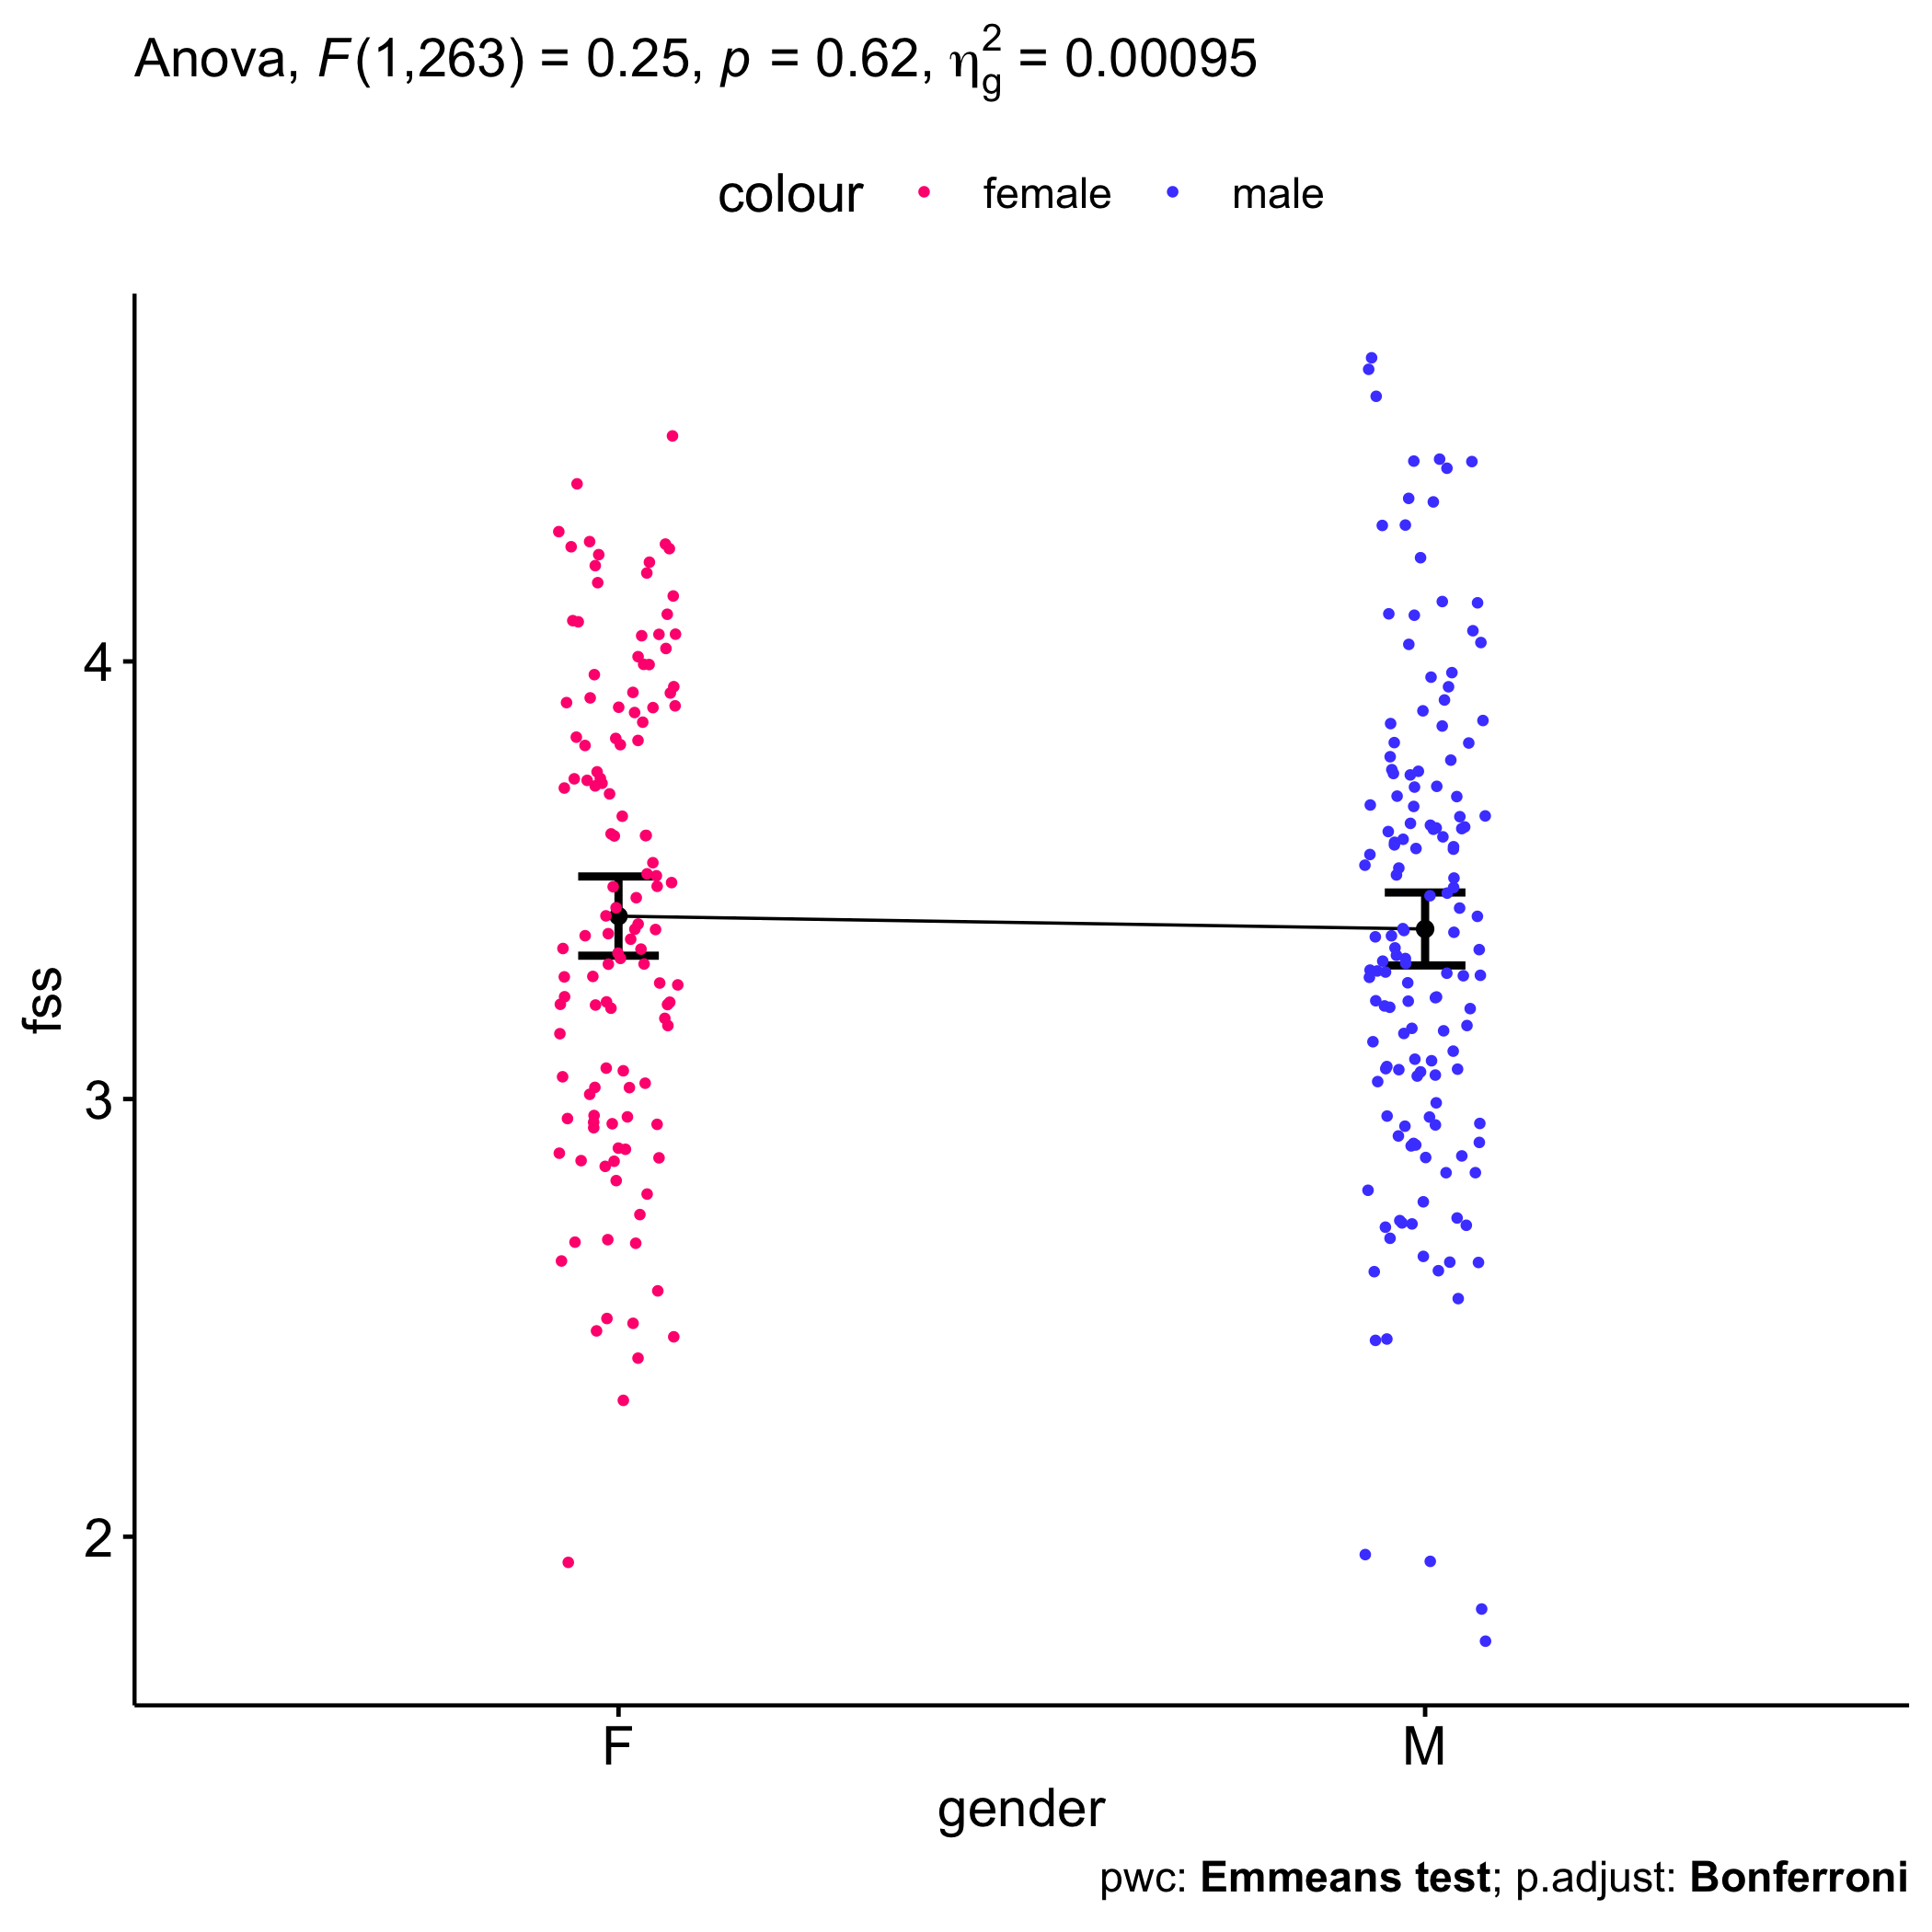 Anova, F(1,263) = 0.25, p = 0.62, η²g = 0.00095
colour female male
4
3
2
fss
F M
gender
pwc: Emmeans test; p.adjust: Bonferroni